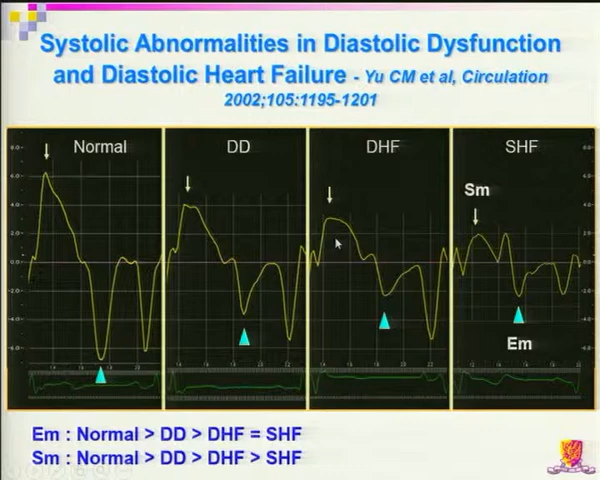 Systolic Abnormalities in Diastolic Dysfunction
and Diastolic Heart Failure - Yu CM et al, Circulation
2002;105:1195-1201
Normal
DD
DHF
SHF
Sm
Em
Em : Normal > DD > DHF = SHF
Sm : Normal > DD > DHF > SHF